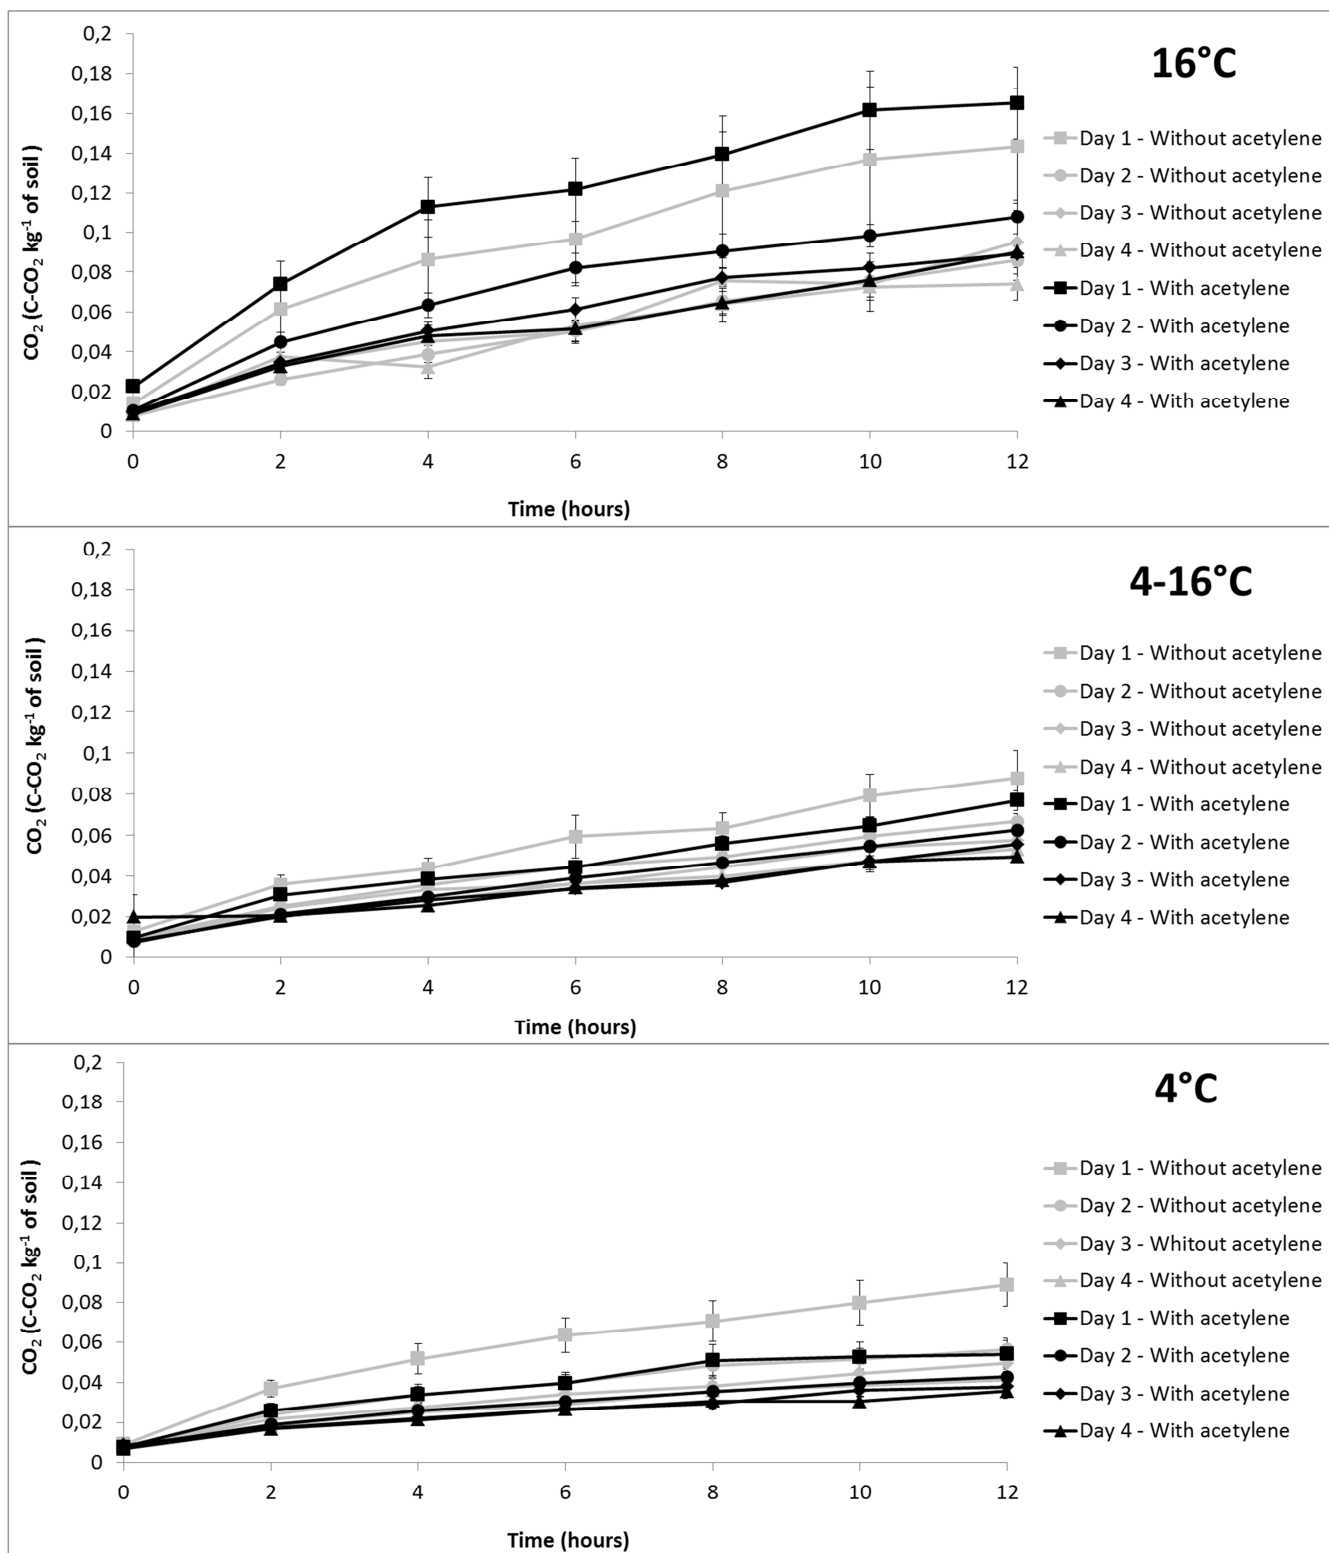 16°C
CO₂ (C-CO₂ kg⁻¹ of soil )
0,2
0,18
0,16
0,14
0,12
0,1
0,08
0,06
0,04
0,02
0
0 2 4 6 8 10 12
Time (hours)
Day 1 - Without acetylene
Day 2 - Without acetylene
Day 3 - Without acetylene
Day 4 - Without acetylene
Day 1 - With acetylene
Day 2 - With acetylene
Day 3 - With acetylene
Day 4 - With acetylene
4-16°C
CO₂ (C-CO₂ kg⁻¹ of soil )
0,2
0,18
0,16
0,14
0,12
0,1
0,08
0,06
0,04
0,02
0
0 2 4 6 8 10 12
Time (hours)
Day 1 - Without acetylene
Day 2 - Without acetylene
Day 3 - Without acetylene
Day 4 - Without acetylene
Day 1 - With acetylene
Day 2 - With acetylene
Day 3 - With acetylene
Day 4 - With acetylene
4°C
CO₂ (C-CO₂ kg⁻¹ of soil )
0,2
0,18
0,16
0,14
0,12
0,1
0,08
0,06
0,04
0,02
0
0 2 4 6 8 10 12
Time (hours)
Day 1 - Without acetylene
Day 2 - Without acetylene
Day 3 - Whitout acetylene
Day 4 - Without acetylene
Day 1 - With acetylene
Day 2 - With acetylene
Day 3 - With acetylene
Day 4 - With acetylene